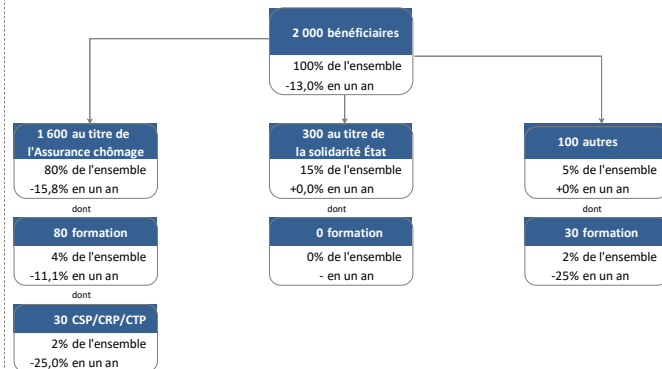 2 000 bénéficiaires
100% de l'ensemble
-13,0% en un an
1 600 au titre de
l'Assurance chômage
80% de l'ensemble
-15,8% en un an
dont
80 formation
4% de l'ensemble
-11,1% en un an
dont
30 CSP/CRP/CTP
2% de l'ensemble
-25,0% en un an
300 au titre de
la solidarité État
15% de l'ensemble
+0,0% en un an
dont
0 formation
0% de l'ensemble
- en un an
100 autres
5% de l'ensemble
+0% en un an
dont
30 formation
2% de l'ensemble
-25% en un an